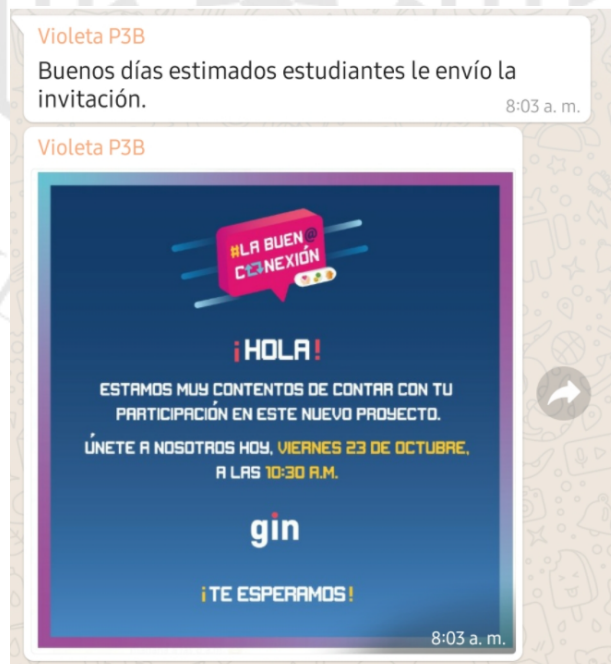 Violeta P3B
Buenos días estimados estudiantes le envío la
invitación.
8:03 a. m.
Violeta P3B
#LA BUEN@
CONEXIÓN
¡HOLA!
ESTAMOS MUY CONTENTOS DE CONTAR CON TU
PARTICIPACIÓN EN ESTE NUEVO PROYECTO.
ÚNETE A NOSOTROS HOY, VIERNES 23 DE OCTUBRE,
A LAS 10:30 A.M.
gin
¡TE ESPERAMOS!
8:03 a. m.